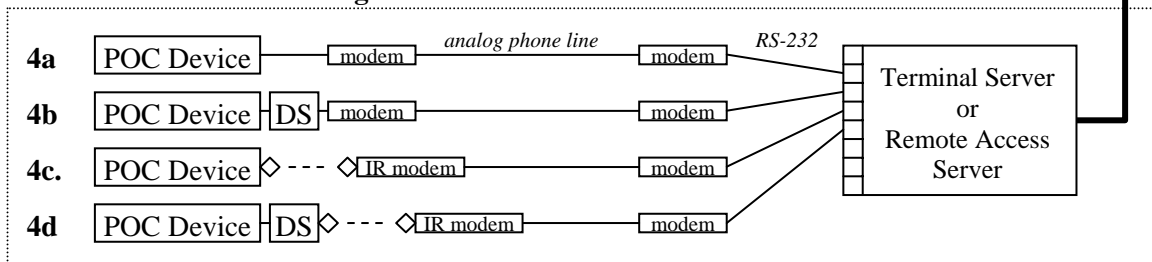 analog phone line RS-232
4a POC Device modem modem
4b POC Device DS modem modem
4c. POC Device IR modem modem
4d POC Device DS IR modem modem
Terminal Server
or
Remote Access
Server